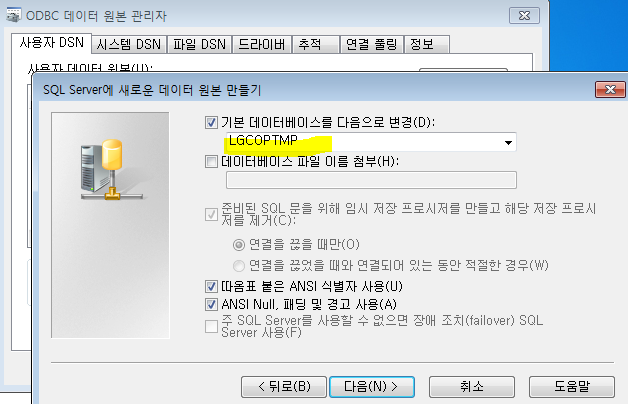 ODBC 데이터 원본 관리자
사용자 DSN 시스템 DSN 파일 DSN 드라이버 추적 연결 풀링 정보
사용자 데이터 원본(U):
SQL Server에 새로운 데이터 원본 만들기
기본 데이터베이스를 다음으로 변경(D):
LGCOPTMP
데이터베이스 파일 이름 첨부(H):
준비된 SQL 문을 위해 임시 저장 프로시저를 만들고 해당 저장 프로시
저를 제거(C):
연결을 끊을 때만(O)
연결을 끊었을 때와 연결되어 있는 동안 적절한 경우(W)
따옴표 붙은 ANSI 식별자 사용(U)
ANSI Null, 패딩 및 경고 사용(A)
주 SQL Server를 사용할 수 없으면 장애 조치(failover) SQL
Server 사용(F)
< 뒤로(B) 다음(N) > 취소 도움말